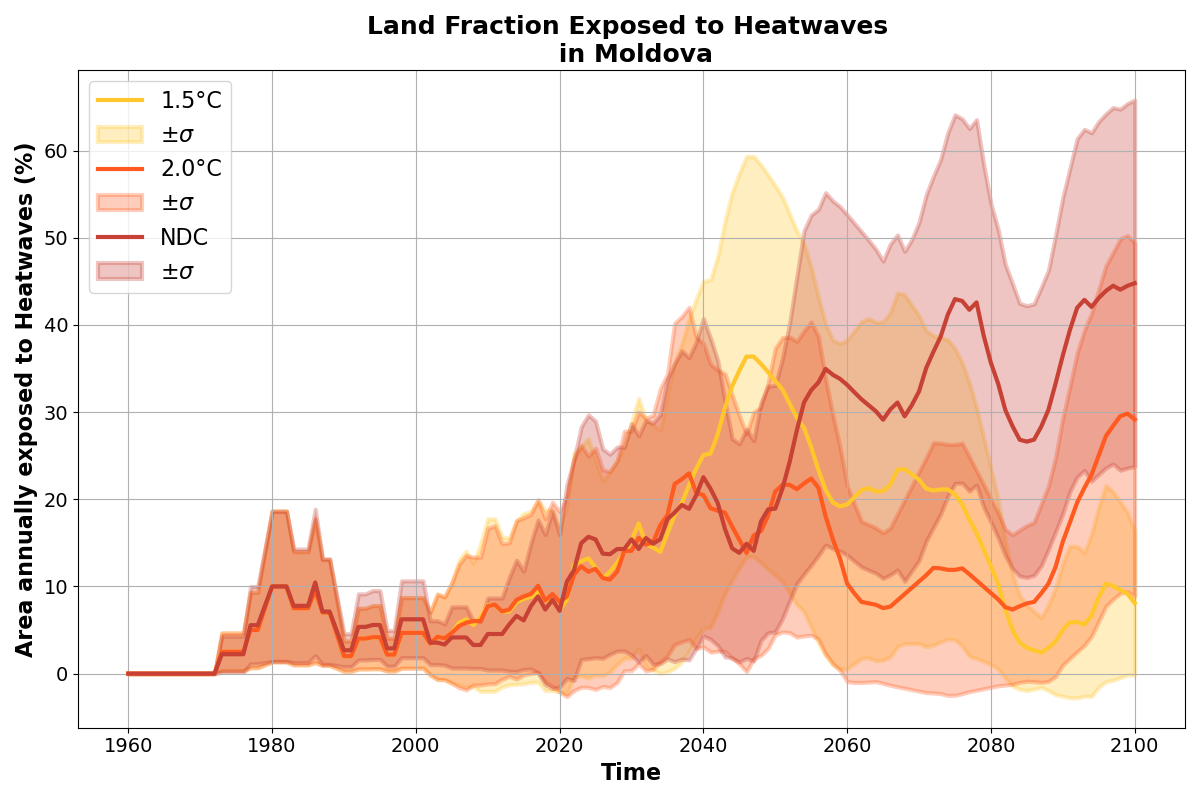 Land Fraction Exposed to Heatwaves
in Moldova
1.5°C
±σ
2.0°C
±σ
NDC
±σ
Area annually exposed to Heatwaves (%)
60
50
40
30
20
10
0
1960 1980 2000 2020 2040 2060 2080 2100
Time